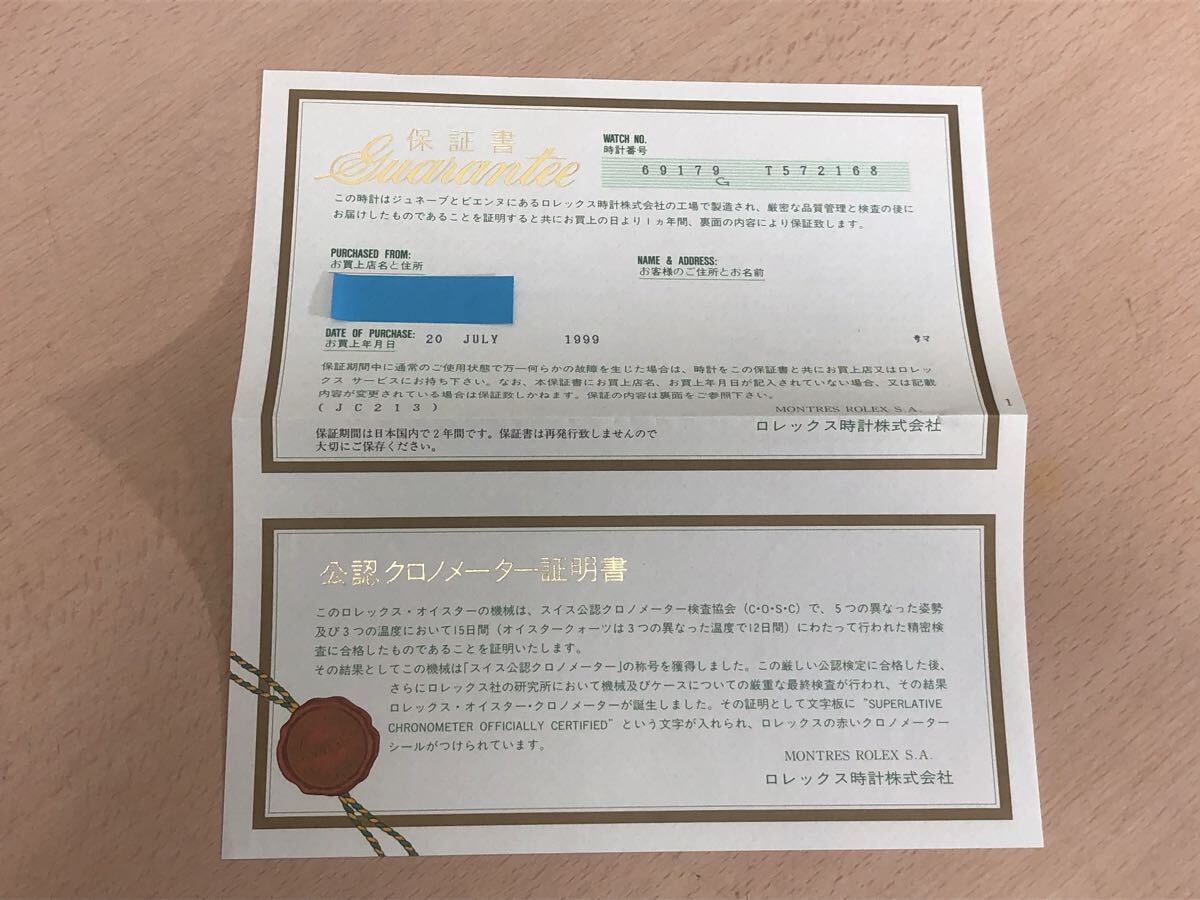 保証書
Guarantee
WATCH NO.
時計番号
69179 T572168
G
この時計はジュネーブとビエンヌにあるロレックス時計株式会社の工場で製造され、厳密な品質管理と検査の後に
お届けしたものであることを証明すると共にお買上の日より1ヵ年間、裏面の内容により保証致します。
PURCHASED FROM:
お買上店名と住所
NAME & ADDRESS:
お客様のご住所とお名前
DATE OF PURCHASE:
お買上年月日
20 JULY 1999
保証期間中に通常のご使用状態で万一何らかの故障を生じた場合は、時計をこの保証書と共にお買上店又はロレッ
クス サービスにお持ち下さい。なお、本保証書にお買上店名、お買上年月日が記入されていない場合、又は記載
内容が変更されている場合は保証致しかねます。保証の内容は裏面をご参照下さい。
(JC213)
MONTRES ROLEX S.A.
ロレックス時計株式会社
1
保証期間は日本国内で2年間です。保証書は再発行致しませんので
大切にご保存ください。
公認クロノメーター証明書
このロレックス・オイスターの機械は、スイス公認クロノメーター検査協会(C・O・S・C)で、5つの異なった姿勢
及び3つの温度において15日間(オイスタークォーツは3つの異なった温度で12日間)にわたって行われた精密検
査に合格したものであることを証明いたします。
その結果としてこの機械は「スイス公認クロノメーター」の称号を獲得しました。この厳しい公認検定に合格した後、
さらにロレックス社の研究所において機械及びケースについての厳重な最終検査が行われ、その結果
ロレックス・オイスター・クロノメーターが誕生しました。その証明として文字板に“SUPERLATIVE
CHRONOMETER OFFICIALLY CERTIFIED”という文字が入れられ、ロレックスの赤いクロノメーター
シールがつけられています。
MONTRES ROLEX S.A.
ロレックス時計株式会社